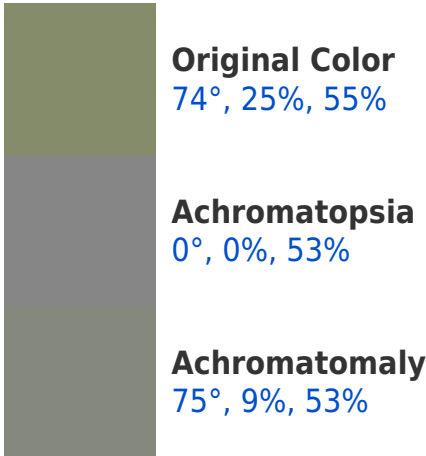 Original Color
74°, 25%, 55%
Achromatopsia
0°, 0%, 53%
Achromatomaly
75°, 9%, 53%